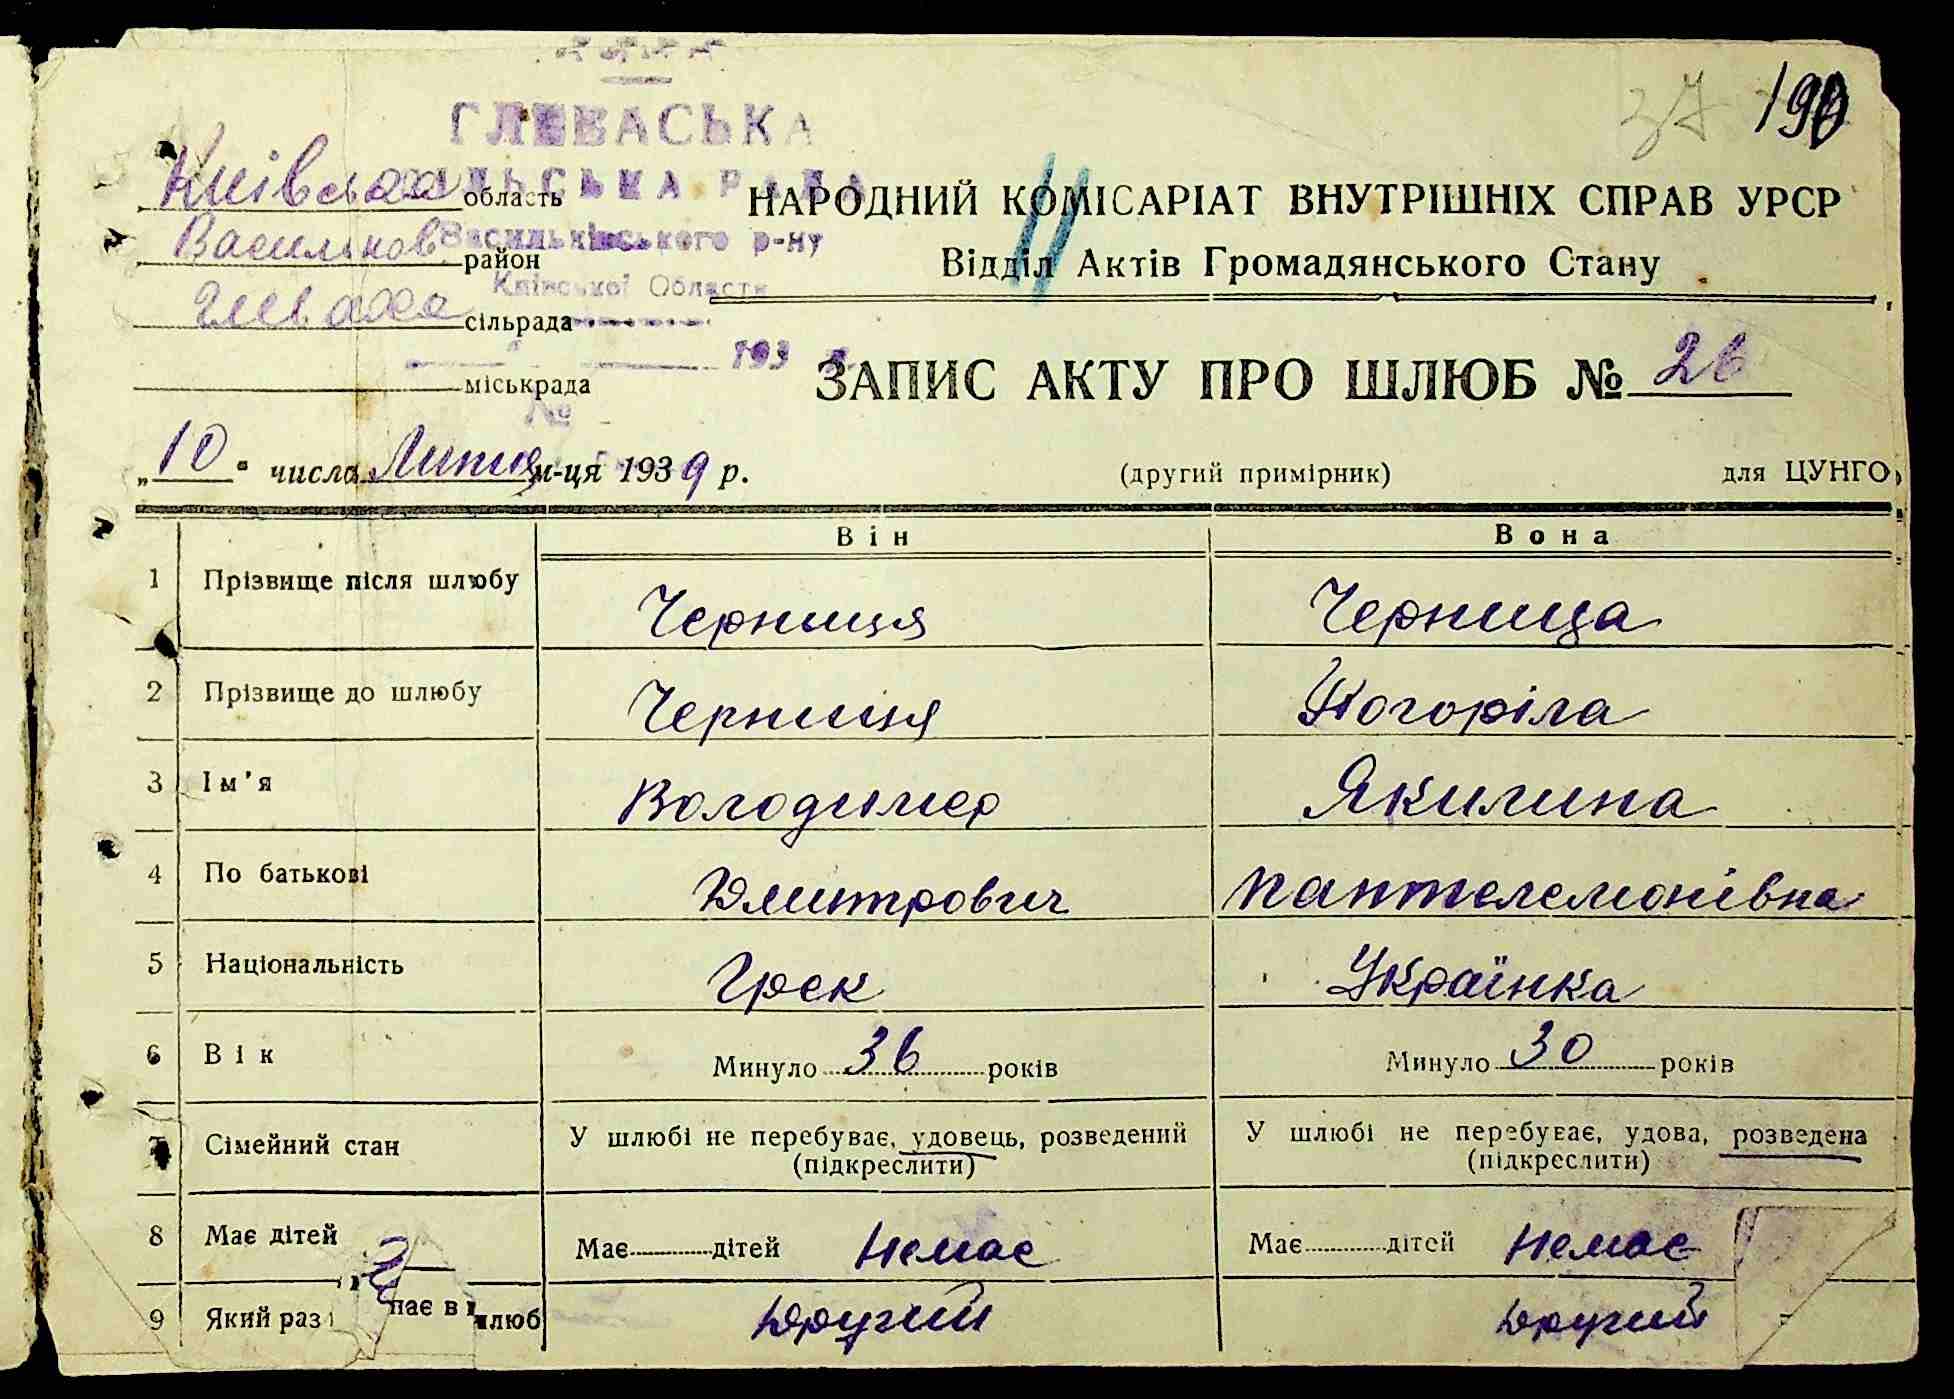 37 190
ГЛЕВАСЬКА
СІЛЬСЬКА РАДА
Васильківського р-ну
Київської Області
193
№
Київська область
Васильков район
Глеваха сільрада
міськрада
НАРОДНИЙ КОМІСАРІАТ ВНУТРІШНІХ СПРАВ УРСР
Відділ Актів Громадянського Стану
ЗАПИС АКТУ ПРО ШЛЮБ № 26
„10" числа Липня м-ця 1939 р.
(другий примірник) для ЦУНГО
Він Вона
1 Прізвище після шлюбу Черниця Черница
2 Прізвище до шлюбу Черниця Погоріла
3 Ім'я Володимер Якилина
4 По батькові Дмитрович Пантелемонівна
5 Національність Грек Українка
6 Вік Минуло 36 років Минуло 30 років
7 Сімейний стан У шлюбі не перебуває, удовець, розведений У шлюбі не перебуває, удова, розведена
(підкреслити) (підкреслити)
8 Має дітей Має дітей Немає Має дітей Немає
9 Який раз пає в шлюб Другий Другий